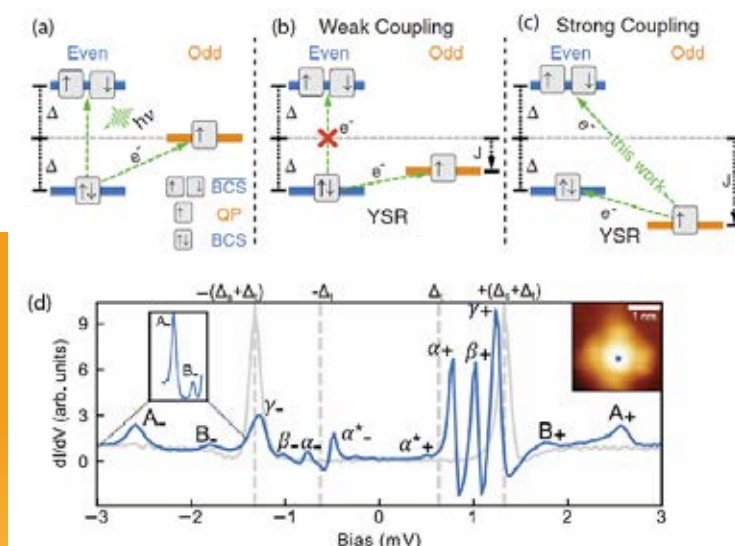 (a)
Even
Odd
Δ
Δ
hν
e-
↑ ↓
↑
↑↓
↑ ↓ BCS
↑ QP
↑↓ BCS
(b) Weak Coupling
Even
Odd
Δ
Δ
e-
e-
J
↑ ↓
↑
↑↓
YSR
(c) Strong Coupling
Even
Odd
Δ
Δ
e-
this work
e-
J
↑ ↓
↑↓
↑
YSR
(d)
-(Δs+Δt) -Δt Δt +(Δs+Δt)
dI/dV (arb. units)
9
6
3
0
A-
B-
A-
B-
γ-
β-
α-
α*-
α*+
α+
β+
γ+
B+
A+
1 nm
-3 -2 -1 0 1 2 3
Bias (mV)